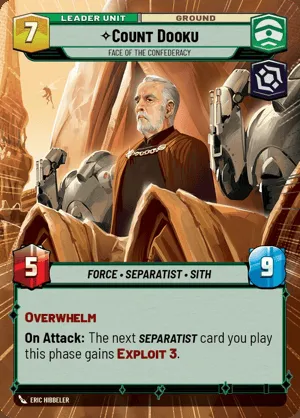 LEADER UNIT
GROUND
7
✧COUNT DOOKU
FACE OF THE CONFEDERACY
5
9
FORCE • SEPARATIST • SITH
OVERWHELM
On Attack: The next SEPARATIST card you play
this phase gains EXPLOIT 3.
ERIC HIBBELER